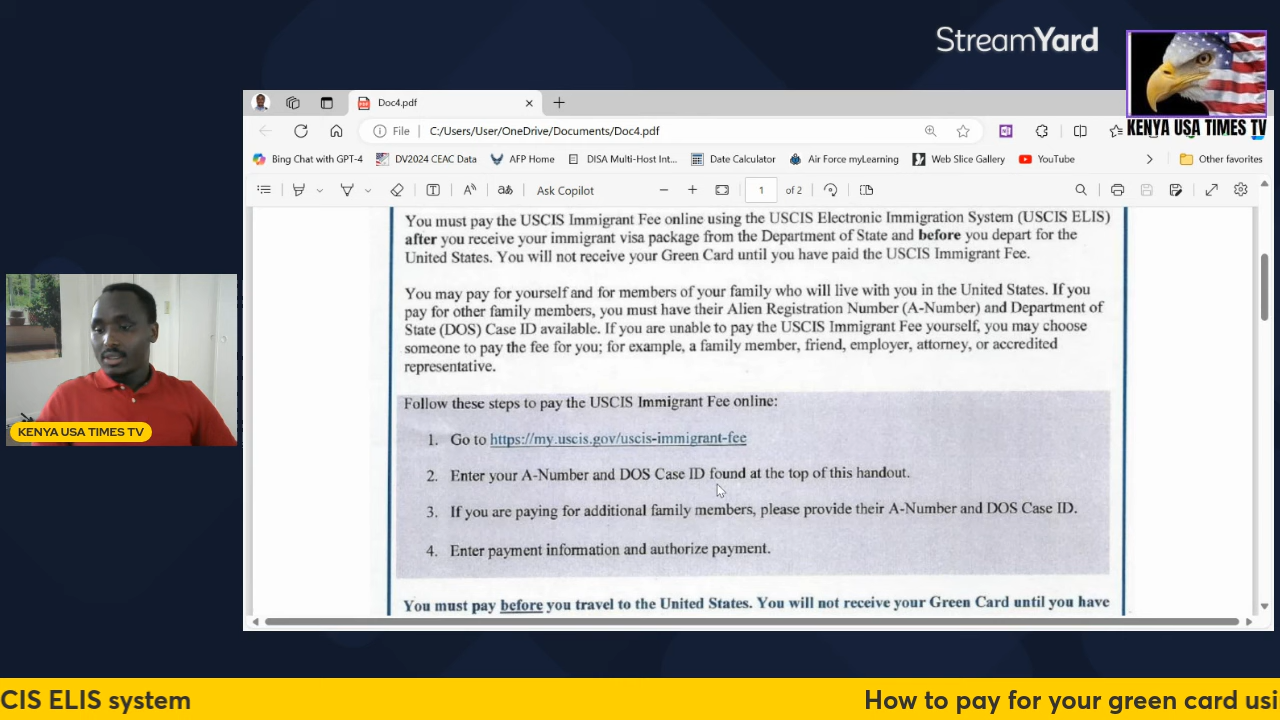 StreamYard
KENYA USA TIMES TV
Doc4.pdf
File C:/Users/User/OneDrive/Documents/Doc4.pdf
Bing Chat with GPT-4 DV2024 CEAC Data AFP Home DISA Multi-Host Int... Date Calculator Air Force myLearning Web Slice Gallery YouTube Other favorites
Ask Copilot 1 of 2
You must pay the USCIS Immigrant Fee online using the USCIS Electronic Immigration System (USCIS ELIS)
after you receive your immigrant visa package from the Department of State and before you depart for the
United States. You will not receive your Green Card until you have paid the USCIS Immigrant Fee.
You may pay for yourself and for members of your family who will live with you in the United States. If you
pay for other family members, you must have their Alien Registration Number (A-Number) and Department of
State (DOS) Case ID available. If you are unable to pay the USCIS Immigrant Fee yourself, you may choose
someone to pay the fee for you; for example, a family member, friend, employer, attorney, or accredited
representative.
Follow these steps to pay the USCIS Immigrant Fee online:
1. Go to https://my.uscis.gov/uscis-immigrant-fee
2. Enter your A-Number and DOS Case ID found at the top of this handout.
3. If you are paying for additional family members, please provide their A-Number and DOS Case ID.
4. Enter payment information and authorize payment.
You must pay before you travel to the United States. You will not receive your Green Card until you have
KENYA USA TIMES TV
CIS ELIS system How to pay for your green card usi